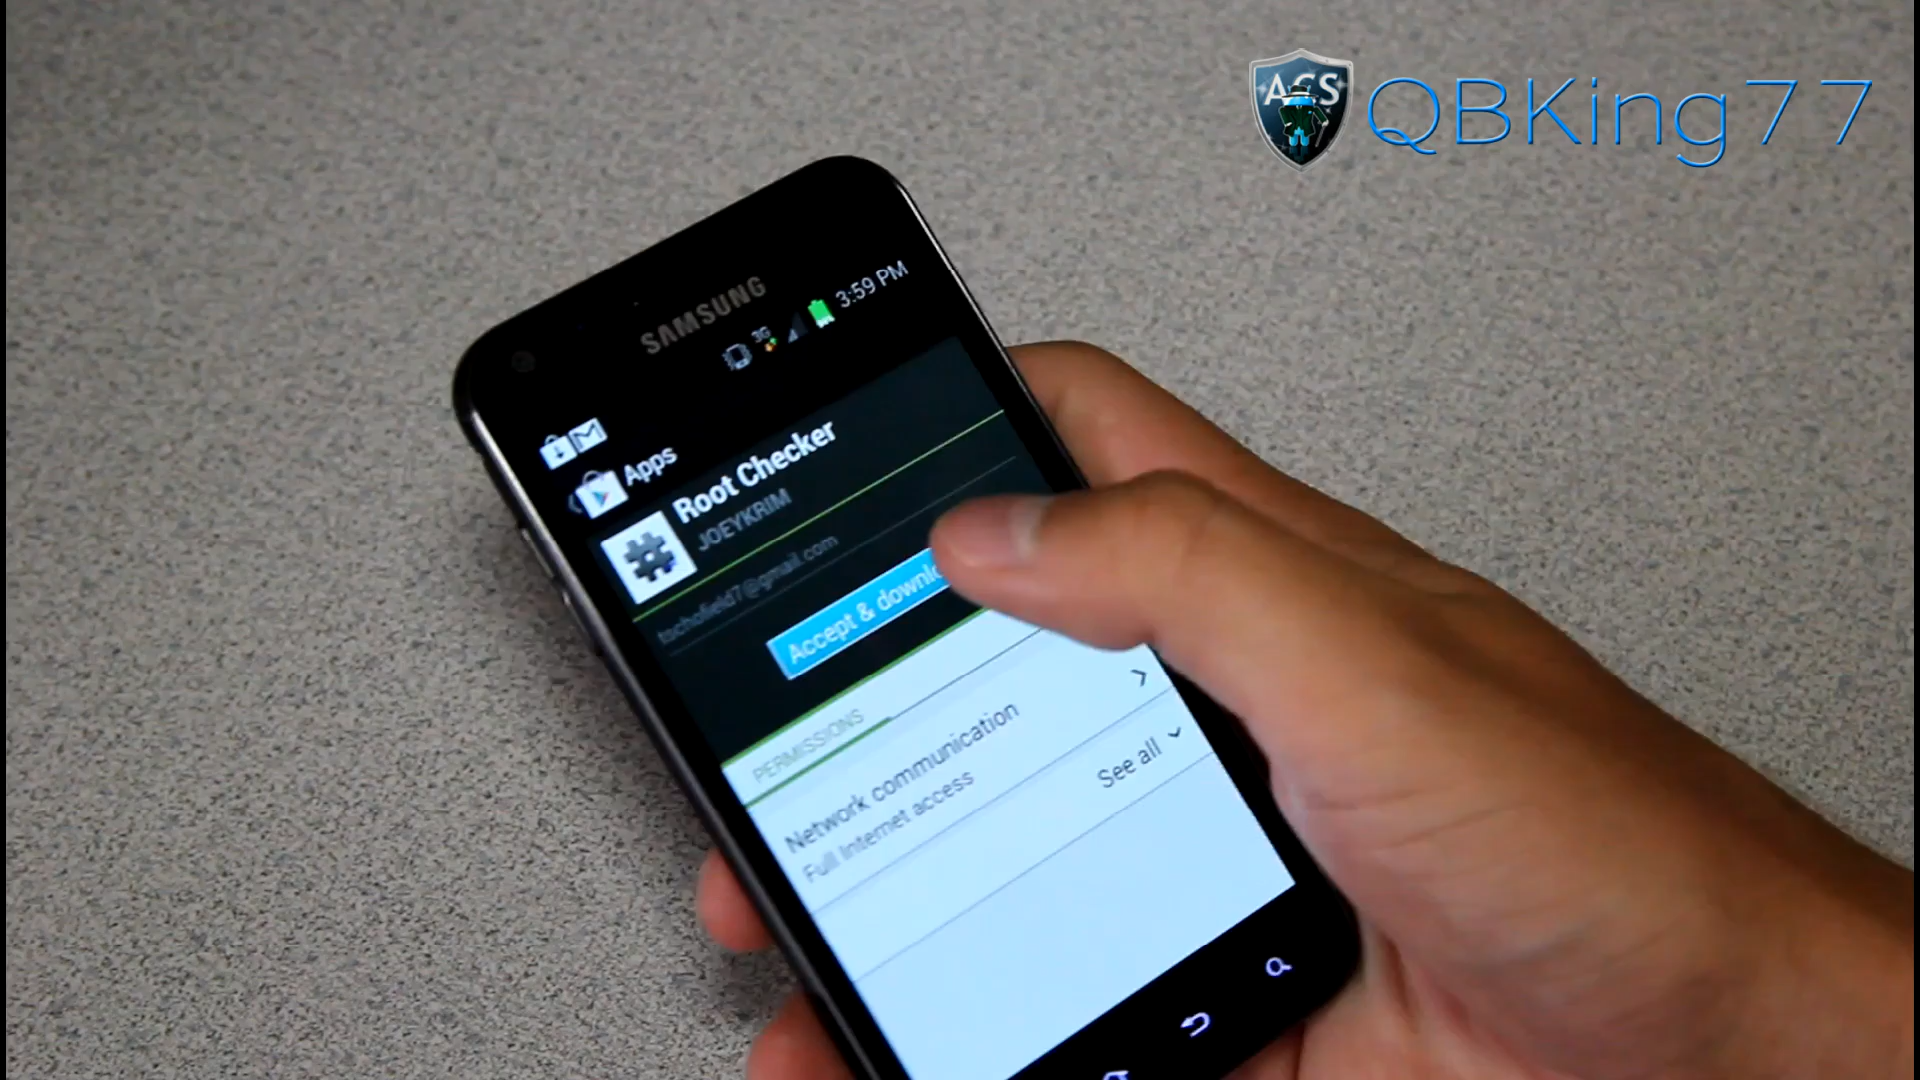 ACS QBKing77
SAMSUNG
3G 3:59 PM
Apps
Root Checker
JOEYKRIM
tschofield7@gmail.com
Accept & downlo
PERMISSIONS
Network communication
Full Internet access
See all